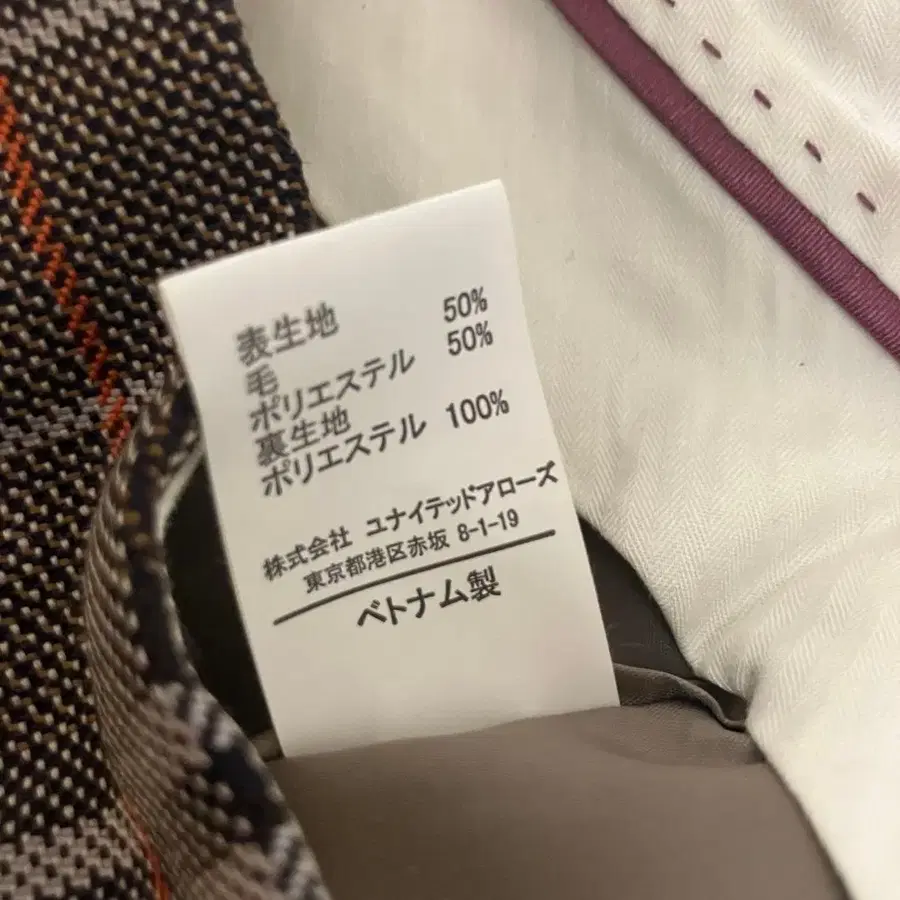 表生地
毛 50%
ポリエステル 50%
裏生地
ポリエステル 100%
株式会社 ユナイテッドアローズ
東京都港区赤坂 8-1-19
ベトナム製